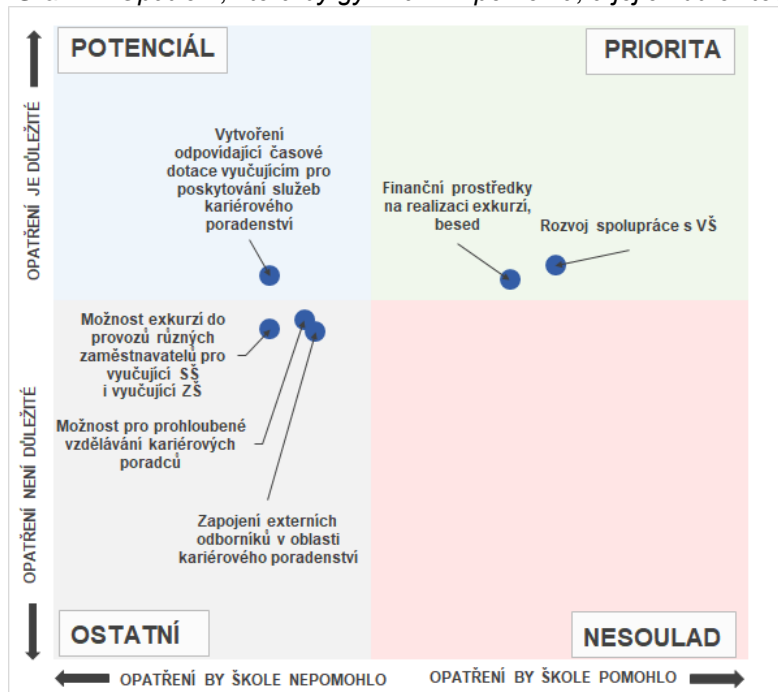 POTENCIÁL
PRIORITA
Vytvoření
odpovídající časové
dotace vyučujícím pro
poskytování služeb
kariérového
poradenství
Finanční prostředky
na realizaci exkurzí,
besed
Rozvoj spolupráce s VŠ
Možnost exkurzí do
provozů různých
zaměstnavatelů pro
vyučující SŠ
i vyučující ZŠ
Možnost pro prohloubené
vzdělávání kariérových
poradců
Zapojení externích
odborníků v oblasti
kariérového poradenství
OSTATNÍ
NESOULAD
OPATŘENÍ JE DŮLEŽITÉ
OPATŘENÍ NENÍ DŮLEŽITÉ
OPATŘENÍ BY ŠKOLE NEPOMOHLO
OPATŘENÍ BY ŠKOLE POMOHLO